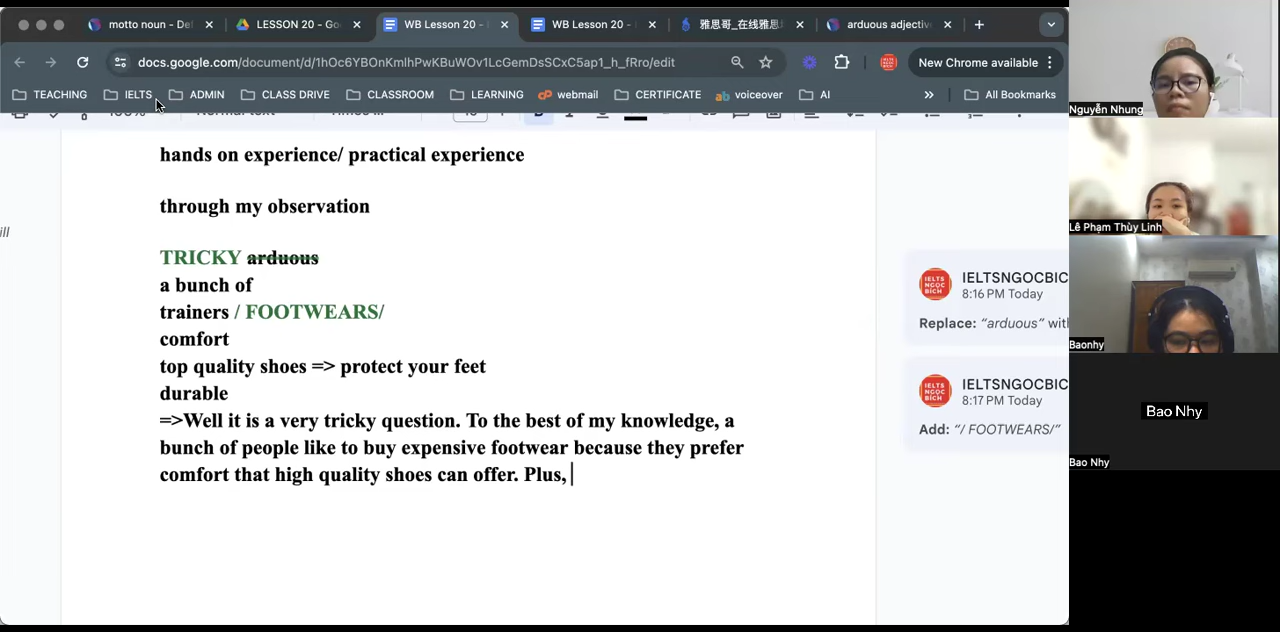 motto noun - De
LESSON 20 - Go
WB Lesson 20 -
WB Lesson 20 -
雅思哥_在线雅思
arduous adjectiv
docs.google.com/document/d/1hOc6YBOnKmlhPwKBuWOv1LcGemDsSCxC5ap1_h_fRro/edit
New Chrome available
TEACHING
IELTS
ADMIN
CLASS DRIVE
CLASSROOM
LEARNING
webmail
CERTIFICATE
voiceover
AI
All Bookmarks
hands on experience/ practical experience
through my observation
ill
TRICKY arduous
a bunch of
trainers / FOOTWEARS/
comfort
top quality shoes => protect your feet
durable
=>Well it is a very tricky question. To the best of my knowledge, a
bunch of people like to buy expensive footwear because they prefer
comfort that high quality shoes can offer. Plus,
IELTSNGOCBICH
8:16 PM Today
Replace: “arduous” with
IELTSNGOCBICH
8:17 PM Today
Add: “/ FOOTWEARS/”
Nguyễn Nhung
Lê Phạm Thùy Linh
Baonhy
Bao Nhy
Bao Nhy